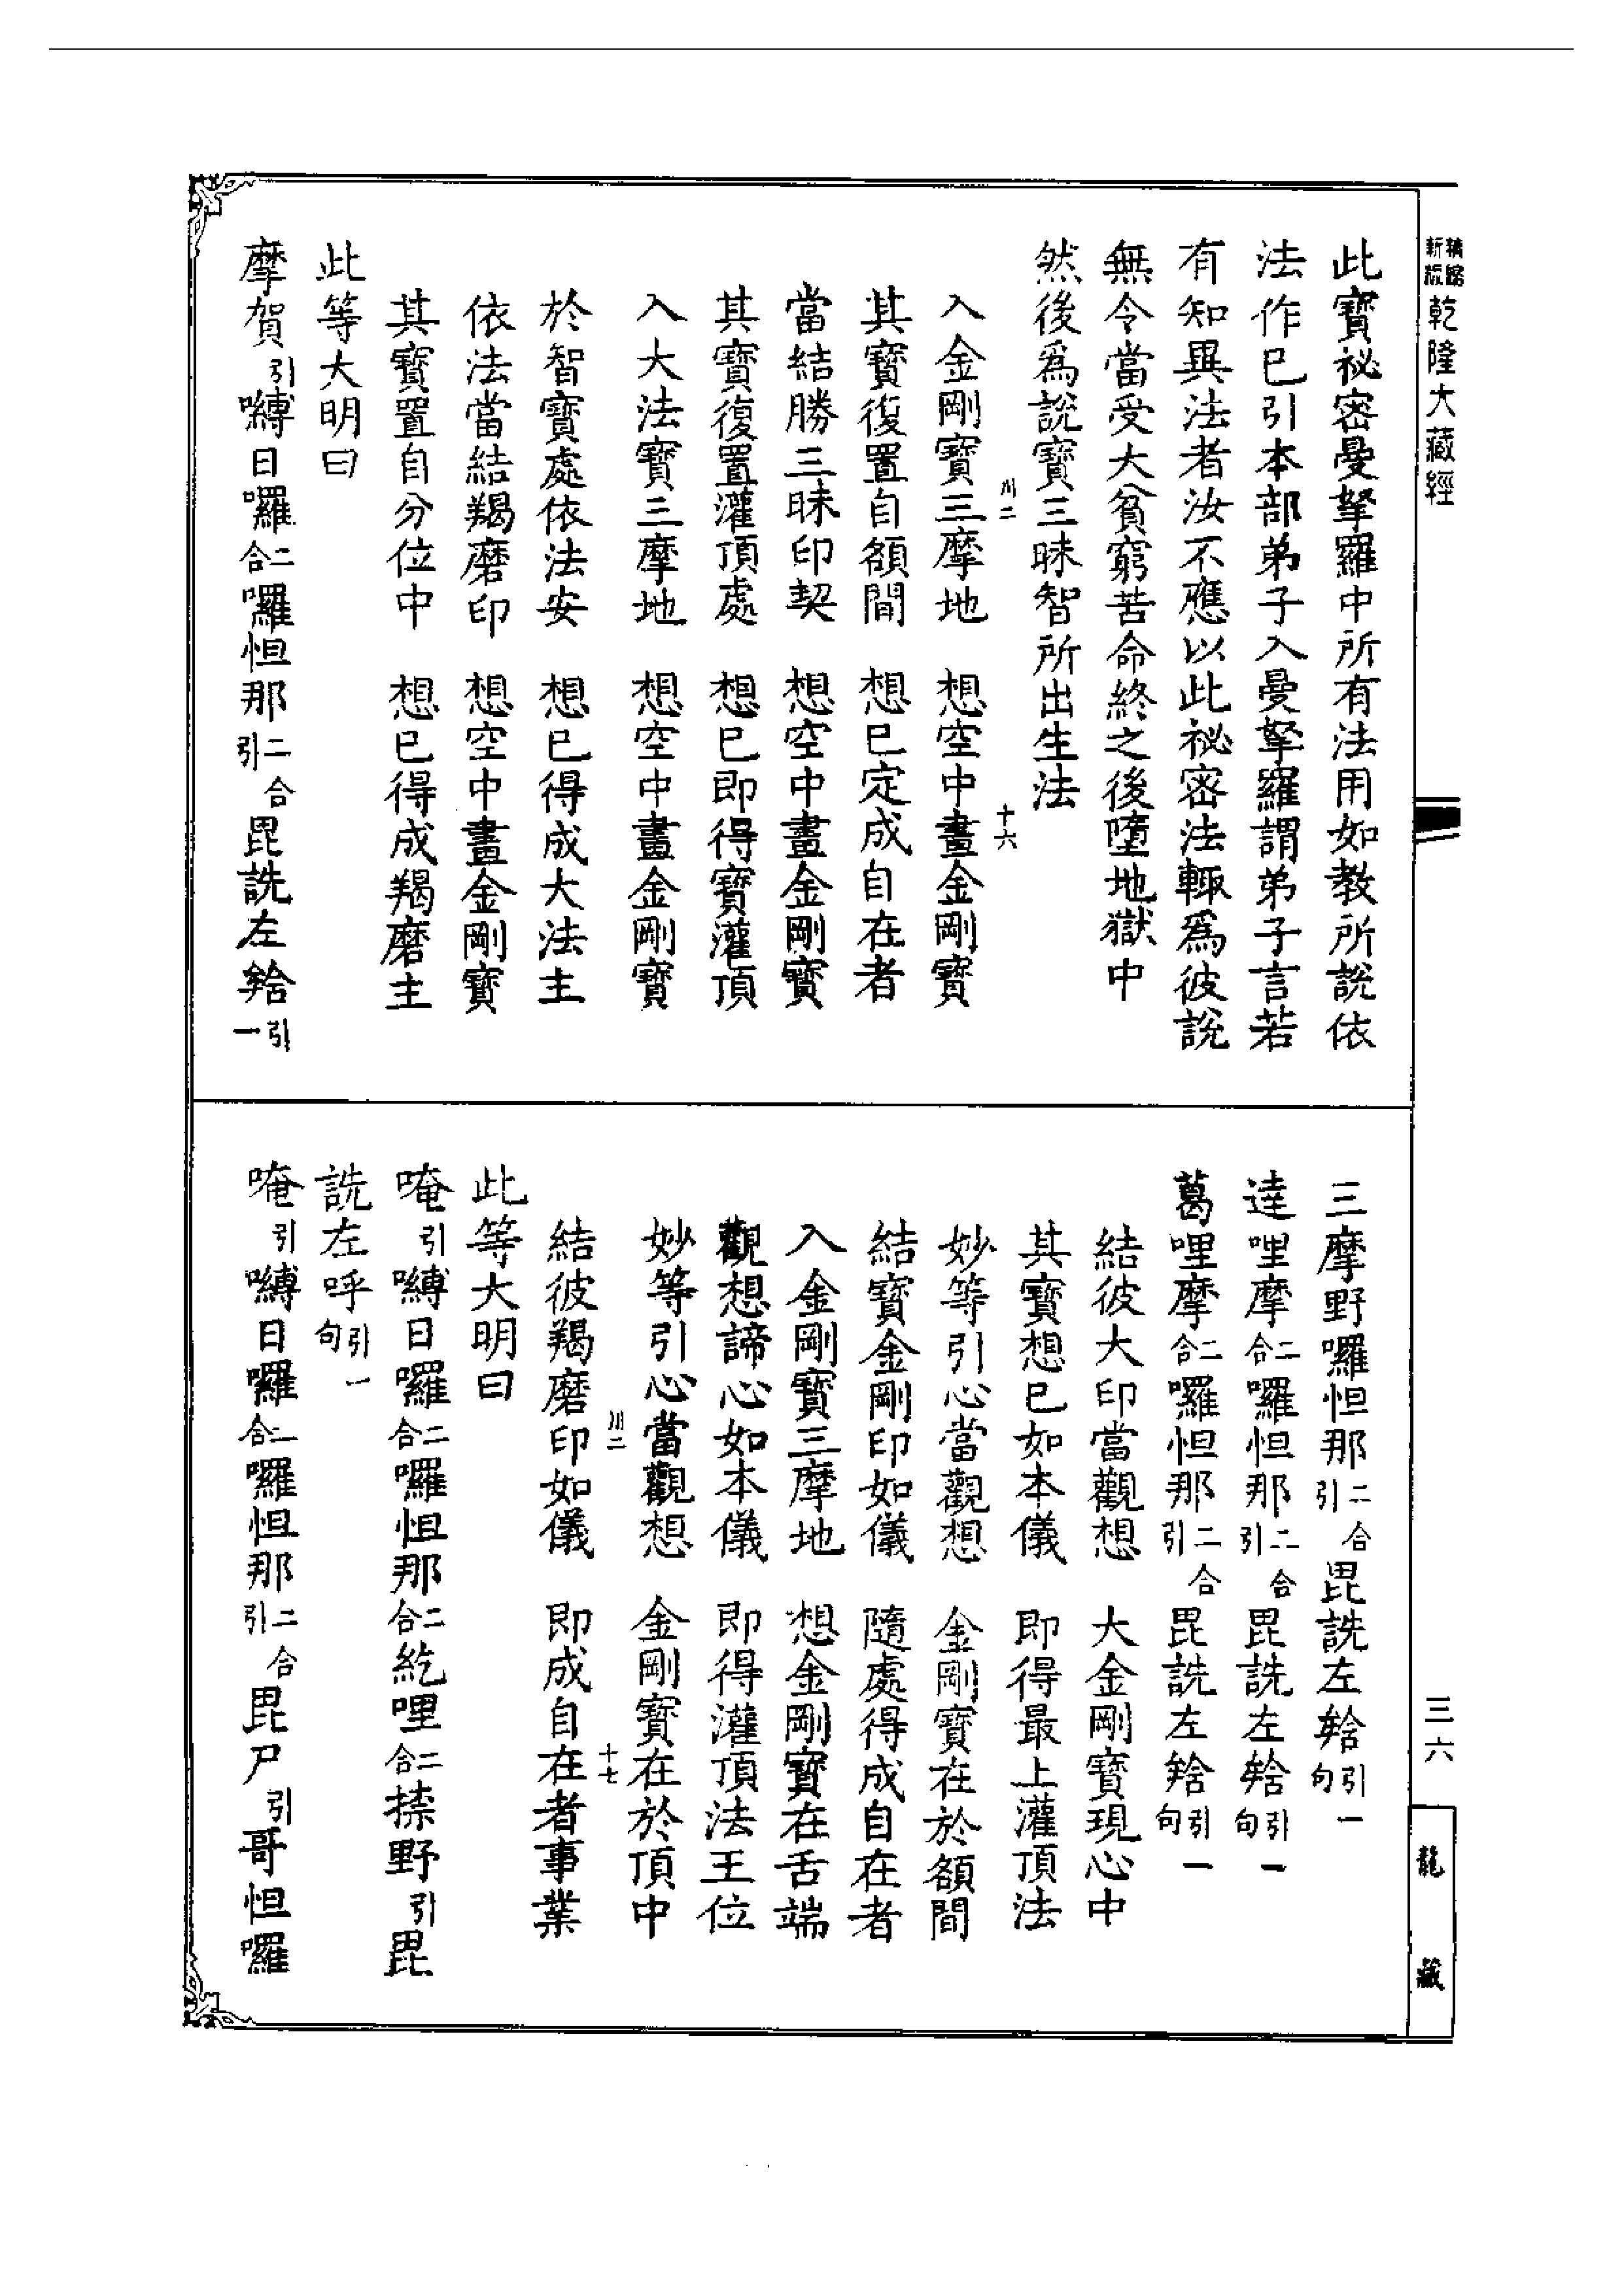 新縮
版縮
乾隆大藏經
此寶祕密曼拏羅中所有法用如教所説依
法作已引本部弟子入曼拏羅謂弟子言若
有知異法者汝不應以此祕密法輒爲彼説
無令當受大貧窮苦命終之後墮地獄中
然後爲説寶三昧智所出生法
川二
十六
入金剛寶三摩地 想空中畫金剛寶
其寶復置自額間 想已定成自在者
當結勝三昧印契 想空中畫金剛寶
其寶復置灌頂處 想已即得寶灌頂
入大法寶三摩地 想空中畫金剛寶
於智寶處依法安 想已得成大法主
依法當結羯磨印 想空中畫金剛寶
其寶置自分位中 想已得成羯磨主
此等大明曰
摩賀引嚩日囉二合囉怛那二合引毘詵左㖿引一
三摩野囉怛那二合引毘詵左㖿引一句
達哩摩二合囉怛那二合引毘詵左㖿引一句
葛哩摩二合囉怛那二合引毘詵左㖿引一句
結彼大印當觀想 大金剛寶現心中
其寶想已如本儀 即得最上灌頂法
妙等引心當觀想 金剛寶在於額間
結寶金剛印如儀 隨處得成自在者
入金剛寶三摩地 想金剛寶在舌端
觀想諦心如本儀 即得灌頂法王位
妙等引心當觀想 金剛寶在於頂中
川二
十七
結彼羯磨印如儀 即成自在者事業
此等大明曰
唵引嚩日囉二合囉怛那二合紇哩二合捺野引毘
詵左呼引一句
唵引嚩日囉二合囉怛那二合引毘尸引哥怛囉
三六
龍藏